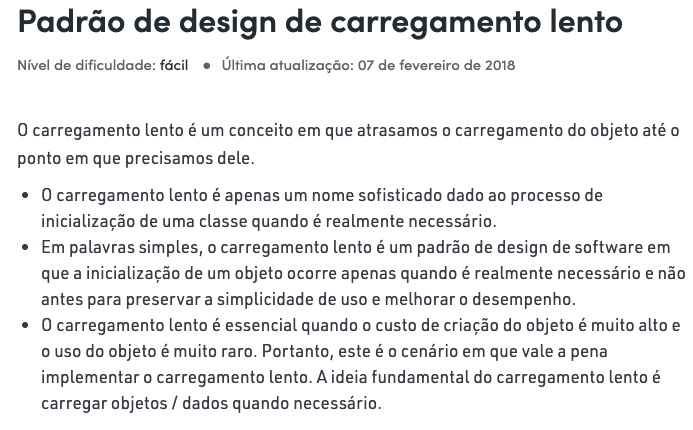 Padrão de design de carregamento lento
Nível de dificuldade: fácil ● Última atualização: 07 de fevereiro de 2018
O carregamento lento é um conceito em que atrasamos o carregamento do objeto até o
ponto em que precisamos dele.
• O carregamento lento é apenas um nome sofisticado dado ao processo de
inicialização de uma classe quando é realmente necessário.
• Em palavras simples, o carregamento lento é um padrão de design de software em
que a inicialização de um objeto ocorre apenas quando é realmente necessário e não
antes para preservar a simplicidade de uso e melhorar o desempenho.
• O carregamento lento é essencial quando o custo de criação do objeto é muito alto e
o uso do objeto é muito raro. Portanto, este é o cenário em que vale a pena
implementar o carregamento lento. A ideia fundamental do carregamento lento é
carregar objetos / dados quando necessário.